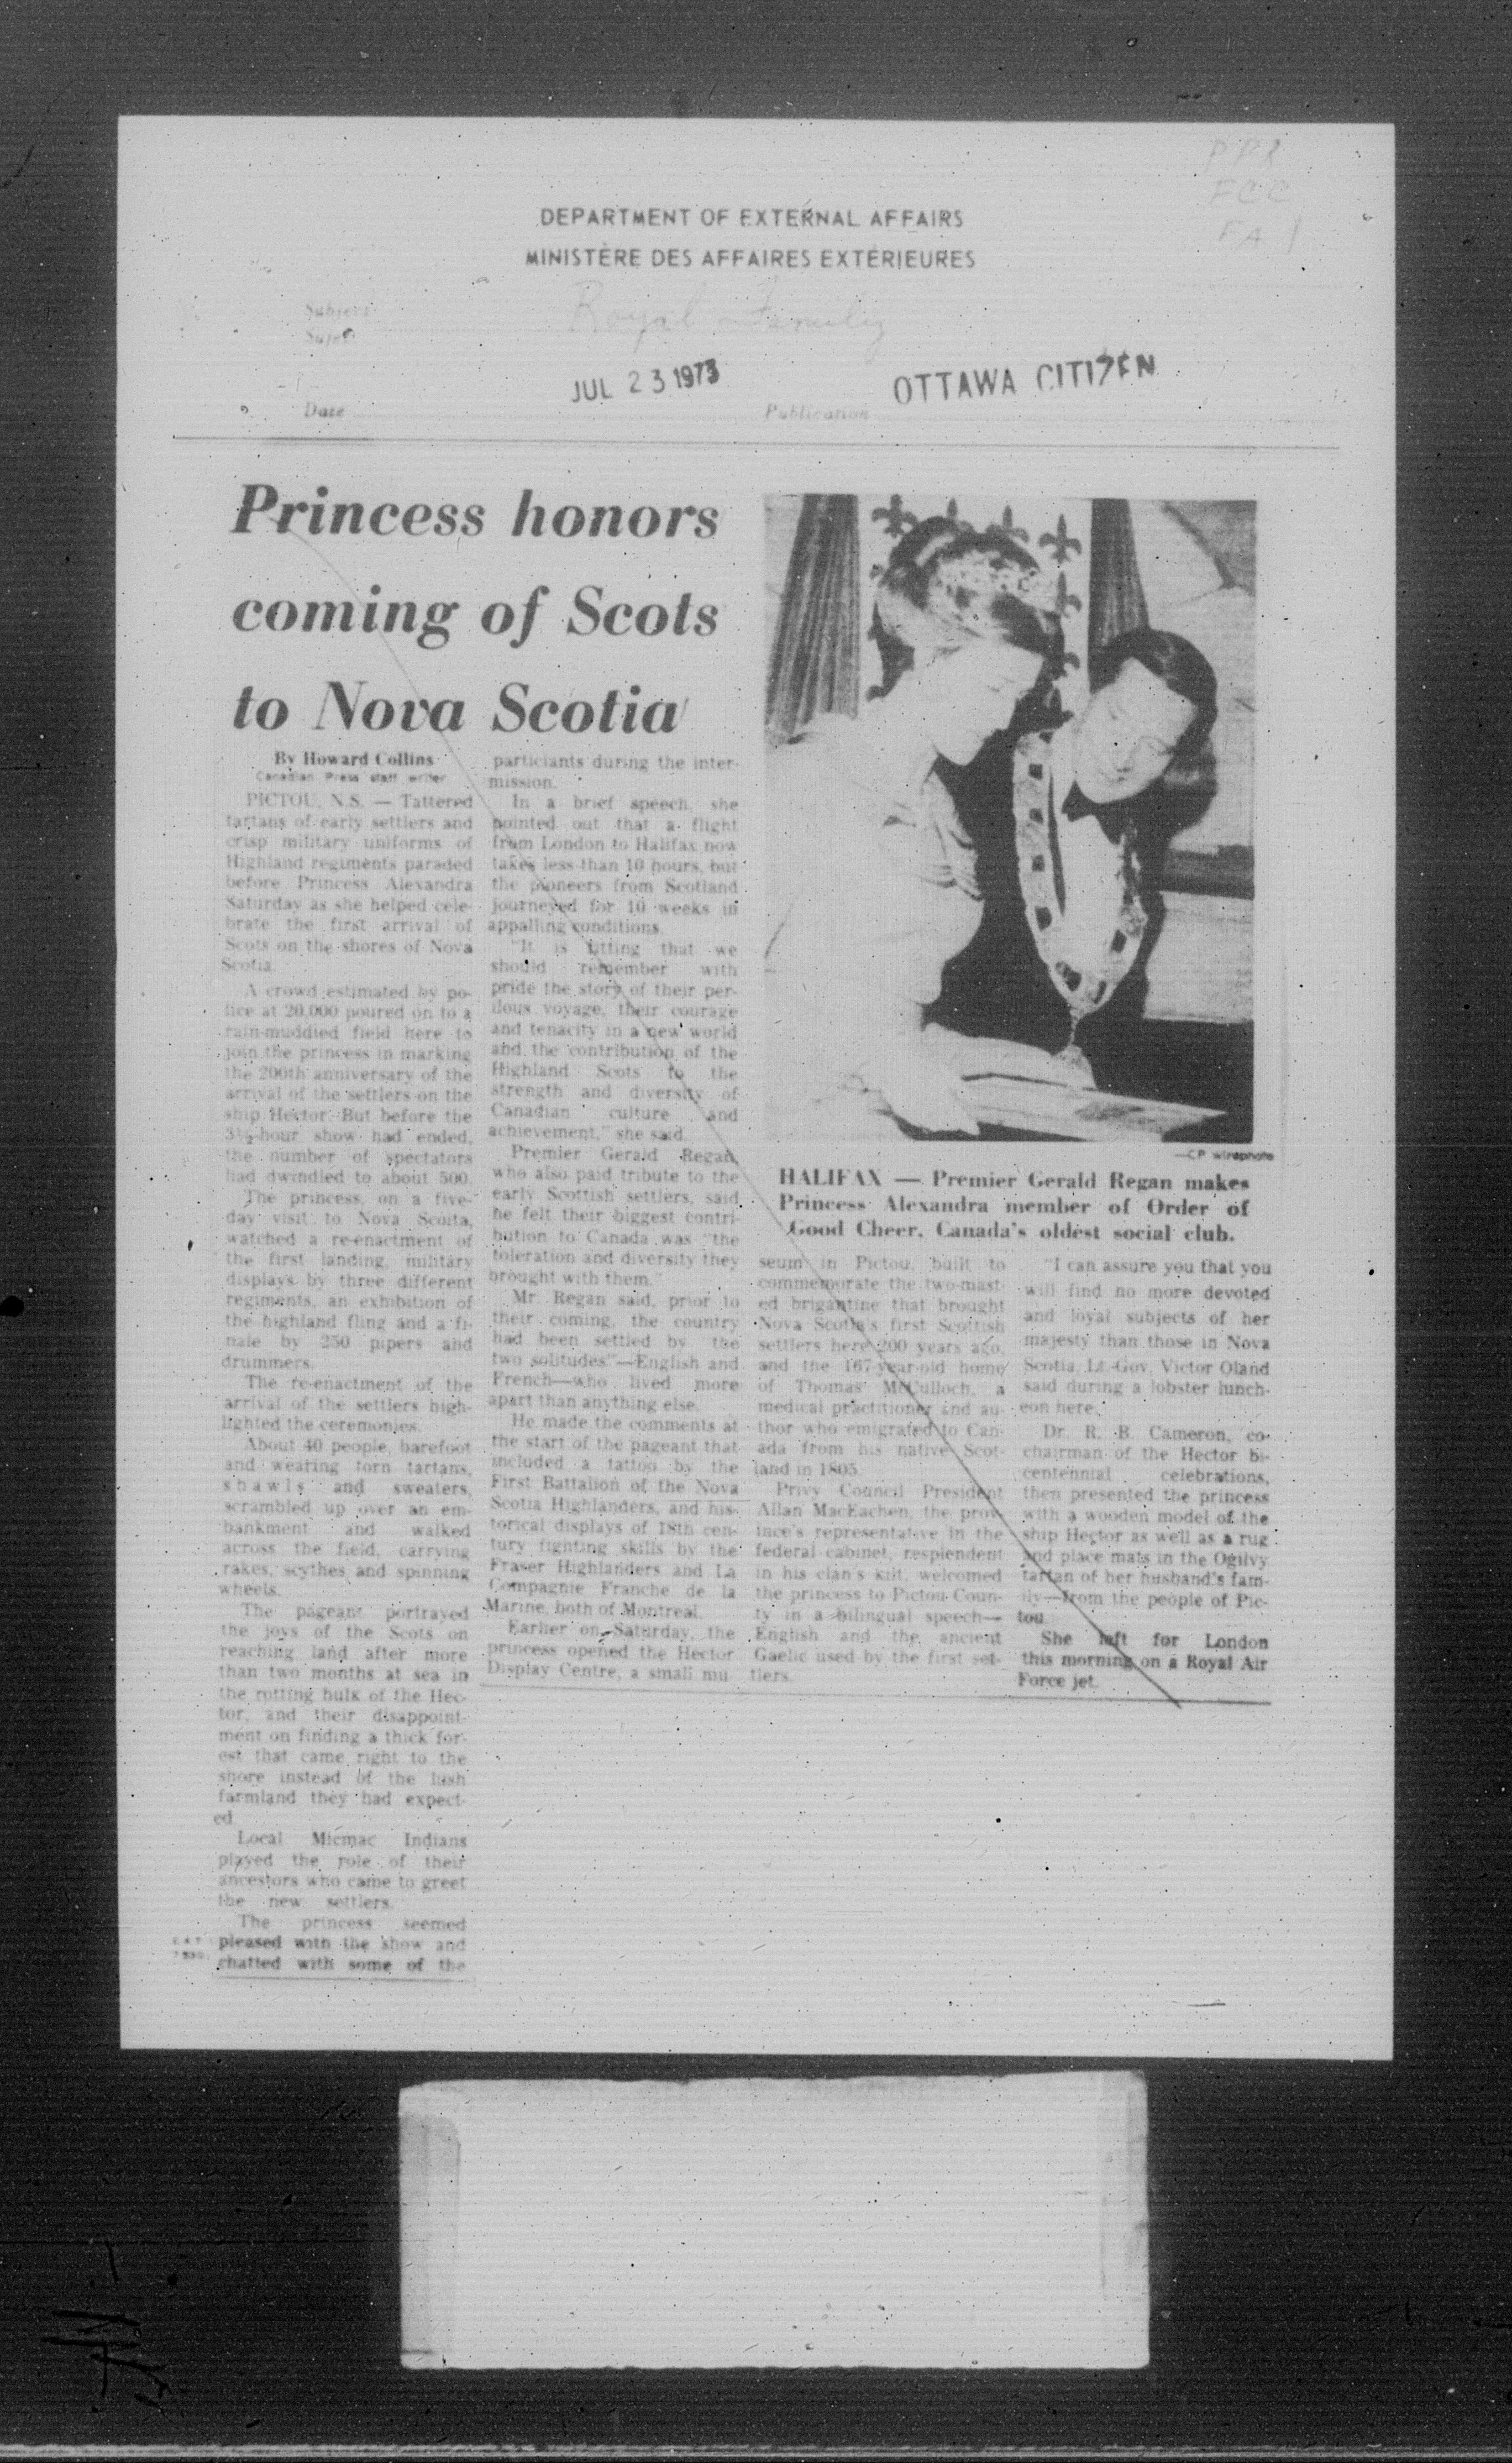 PPR
FCC
FA 1
DEPARTMENT OF EXTERNAL AFFAIRS
MINISTÈRE DES AFFAIRES EXTÉRIEURES
Subject
Sujet
Royal Family
JUL 23 1973
OTTAWA CITIZEN
Date
Publication
Princess honors
coming of Scots
to Nova Scotia
By Howard Collins
Canadian Press staff writer
PICTOU, N.S. — Tattered
tartans of early settlers and
crisp military uniforms of
Highland regiments paraded
before Princess Alexandra
Saturday as she helped cele-
brate the first arrival of
Scots on the shores of Nova
Scotia.
A crowd estimated by po-
lice at 20,000 poured on to a
rain-muddied field here to
join the princess in marking
the 200th anniversary of the
arrival of the settlers on the
ship Hector. But before the
3½-hour show had ended,
the number of spectators
had dwindled to about 500.
The princess, on a five-
day visit to Nova Scoita,
watched a re-enactment of
the first landing, military
displays by three different
regiments, an exhibition of
the highland fling and a fi-
nale by 250 pipers and
drummers.
The re-enactment of the
arrival of the settlers high-
lighted the ceremonies.
About 40 people, barefoot
and wearing torn tartans,
shawls and sweaters,
scrambled up over an em-
bankment and walked
across the field, carrying
rakes, scythes and spinning
wheels.
The pageant portrayed
the joys of the Scots on
reaching land after more
than two months at sea in
the rotting hulk of the Hec-
tor, and their disappoint-
ment on finding a thick for-
est that came right to the
shore instead of the lush
farmland they had expect-
ed.
Local Micmac Indians
played the role of their
ancestors who came to greet
the new settlers.
The princess seemed
pleased with the show and
chatted with some of the
particiants during the inter-
mission.
In a brief speech, she
pointed out that a flight
from London to Halifax now
takes less than 10 hours, but
the pioneers from Scotland
journeyed for 10 weeks in
appalling conditions.
"It is fitting that we
should remember with
pride the story of their per-
ilous voyage, their courage
and tenacity in a new world
and the contribution of the
Highland Scots to the
strength and diversity of
Canadian culture and
achievement," she said.
Premier Gerald Regan,
who also paid tribute to the
early Scottish settlers, said
he felt their biggest contri-
bution to Canada was "the
toleration and diversity they
brought with them."
Mr. Regan said, prior to
their coming, the country
had been settled by "the
two solitudes"—English and
French—who lived more
apart than anything else.
He made the comments at
the start of the pageant that
included a tattoo by the
First Battalion of the Nova
Scotia Highlanders, and his-
torical displays of 18th cen-
tury fighting skills by the
Fraser Highlanders and La
Compagnie Franche de la
Marine, both of Montreal.
Earlier on Saturday, the
princess opened the Hector
Display Centre, a small mu-
—CP wirephoto
HALIFAX — Premier Gerald Regan makes
Princess Alexandra member of Order of
Good Cheer, Canada's oldest social club.
seum in Pictou, built to
commemorate the two-mast-
ed brigantine that brought
Nova Scotia's first Scottish
settlers here 200 years ago,
and the 167-year-old home
of Thomas McCulloch, a
medical practitioner and au-
thor who emigrated to Can-
ada from his native Scot-
land in 1805.
Privy Council President
Allan MacEachen, the prov-
ince's representative in the
federal cabinet, resplendent
in his clan's kilt, welcomed
the princess to Pictou Coun-
ty in a bilingual speech—
English and the ancient
Gaelic used by the first set-
tlers.
"I can assure you that you
will find no more devoted
and loyal subjects of her
majesty than those in Nova
Scotia, Lt.-Gov. Victor Oland
said during a lobster lunch-
eon here.
Dr. R. B. Cameron, co-
chairman of the Hector bi-
centennial celebrations,
then presented the princess
with a wooden model of the
ship Hector as well as a rug
and place mats in the Ogilvy
tartan of her husband's fam-
ily—from the people of Pic-
tou.
She left for London
this morning on a Royal Air
Force jet.